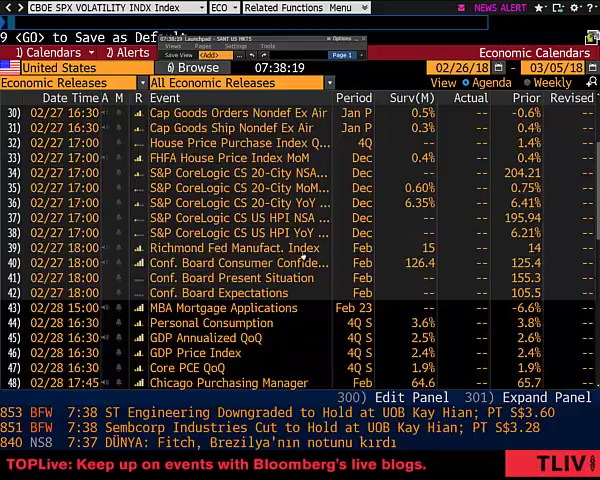 CBOE SPX VOLATILITY INDX Index ECO Related Functions Menu NEWS ALERT
9 <GO> to Save as Def
07:38:19 Launchpad - SANT US MKTS Options
Views Pages Settings Tools
Save View <Add> Page 1
1) Calendars 7) Alerts Economic Calendars
United States 6) Browse 07:38:19 02/26/18 - 03/05/18
Economic Releases All Economic Releases View Agenda Weekly
Date Time A M R Event Period Surv(M) Actual Prior Revised
30) 02/27 16:30 Cap Goods Orders Nondef Ex Air Jan P 0.5% -- -0.6% --
31) 02/27 16:30 Cap Goods Ship Nondef Ex Air Jan P 0.3% -- 0.4% --
32) 02/27 17:00 House Price Purchase Index Q... 4Q -- -- 1.4% --
33) 02/27 17:00 FHFA House Price Index MoM Dec 0.4% -- 0.4% --
34) 02/27 17:00 S&P CoreLogic CS 20-City NSA... Dec -- -- 204.21 --
35) 02/27 17:00 S&P CoreLogic CS 20-City MoM... Dec 0.60% -- 0.75% --
36) 02/27 17:00 S&P CoreLogic CS 20-City YoY ... Dec 6.35% -- 6.41% --
37) 02/27 17:00 S&P CoreLogic CS US HPI NSA ... Dec -- -- 195.94 --
38) 02/27 17:00 S&P CoreLogic CS US HPI YoY ... Dec -- -- 6.21% --
39) 02/27 18:00 Richmond Fed Manufact. Index Feb 15 -- 14 --
40) 02/27 18:00 Conf. Board Consumer Confide... Feb 126.4 -- 125.4 --
41) 02/27 18:00 Conf. Board Present Situation Feb -- -- 155.3 --
42) 02/27 18:00 Conf. Board Expectations Feb -- -- 105.5 --
43) 02/28 15:00 MBA Mortgage Applications Feb 23 -- -- -6.6% --
44) 02/28 16:30 Personal Consumption 4Q S 3.6% -- 3.8% --
45) 02/28 16:30 GDP Annualized QoQ 4Q S 2.5% -- 2.6% --
46) 02/28 16:30 GDP Price Index 4Q S 2.4% -- 2.4% --
47) 02/28 16:30 Core PCE QoQ 4Q S -- -- 1.9% --
48) 02/28 17:45 Chicago Purchasing Manager Feb 64.6 -- 65.7 --
300) Edit Panel 301) Expand Panel
853 BFW 7:38 ST Engineering Downgraded to Hold at UOB Kay Hian; PT S$3.60
851 BFW 7:38 Sembcorp Industries Cut to Hold at UOB Kay Hian; PT S$3.28
840 NS8 7:37 DÜNYA: Fitch, Brezilya'nın notunu kırdı
TOPLive: Keep up on events with Bloomberg's live blogs. TLIV